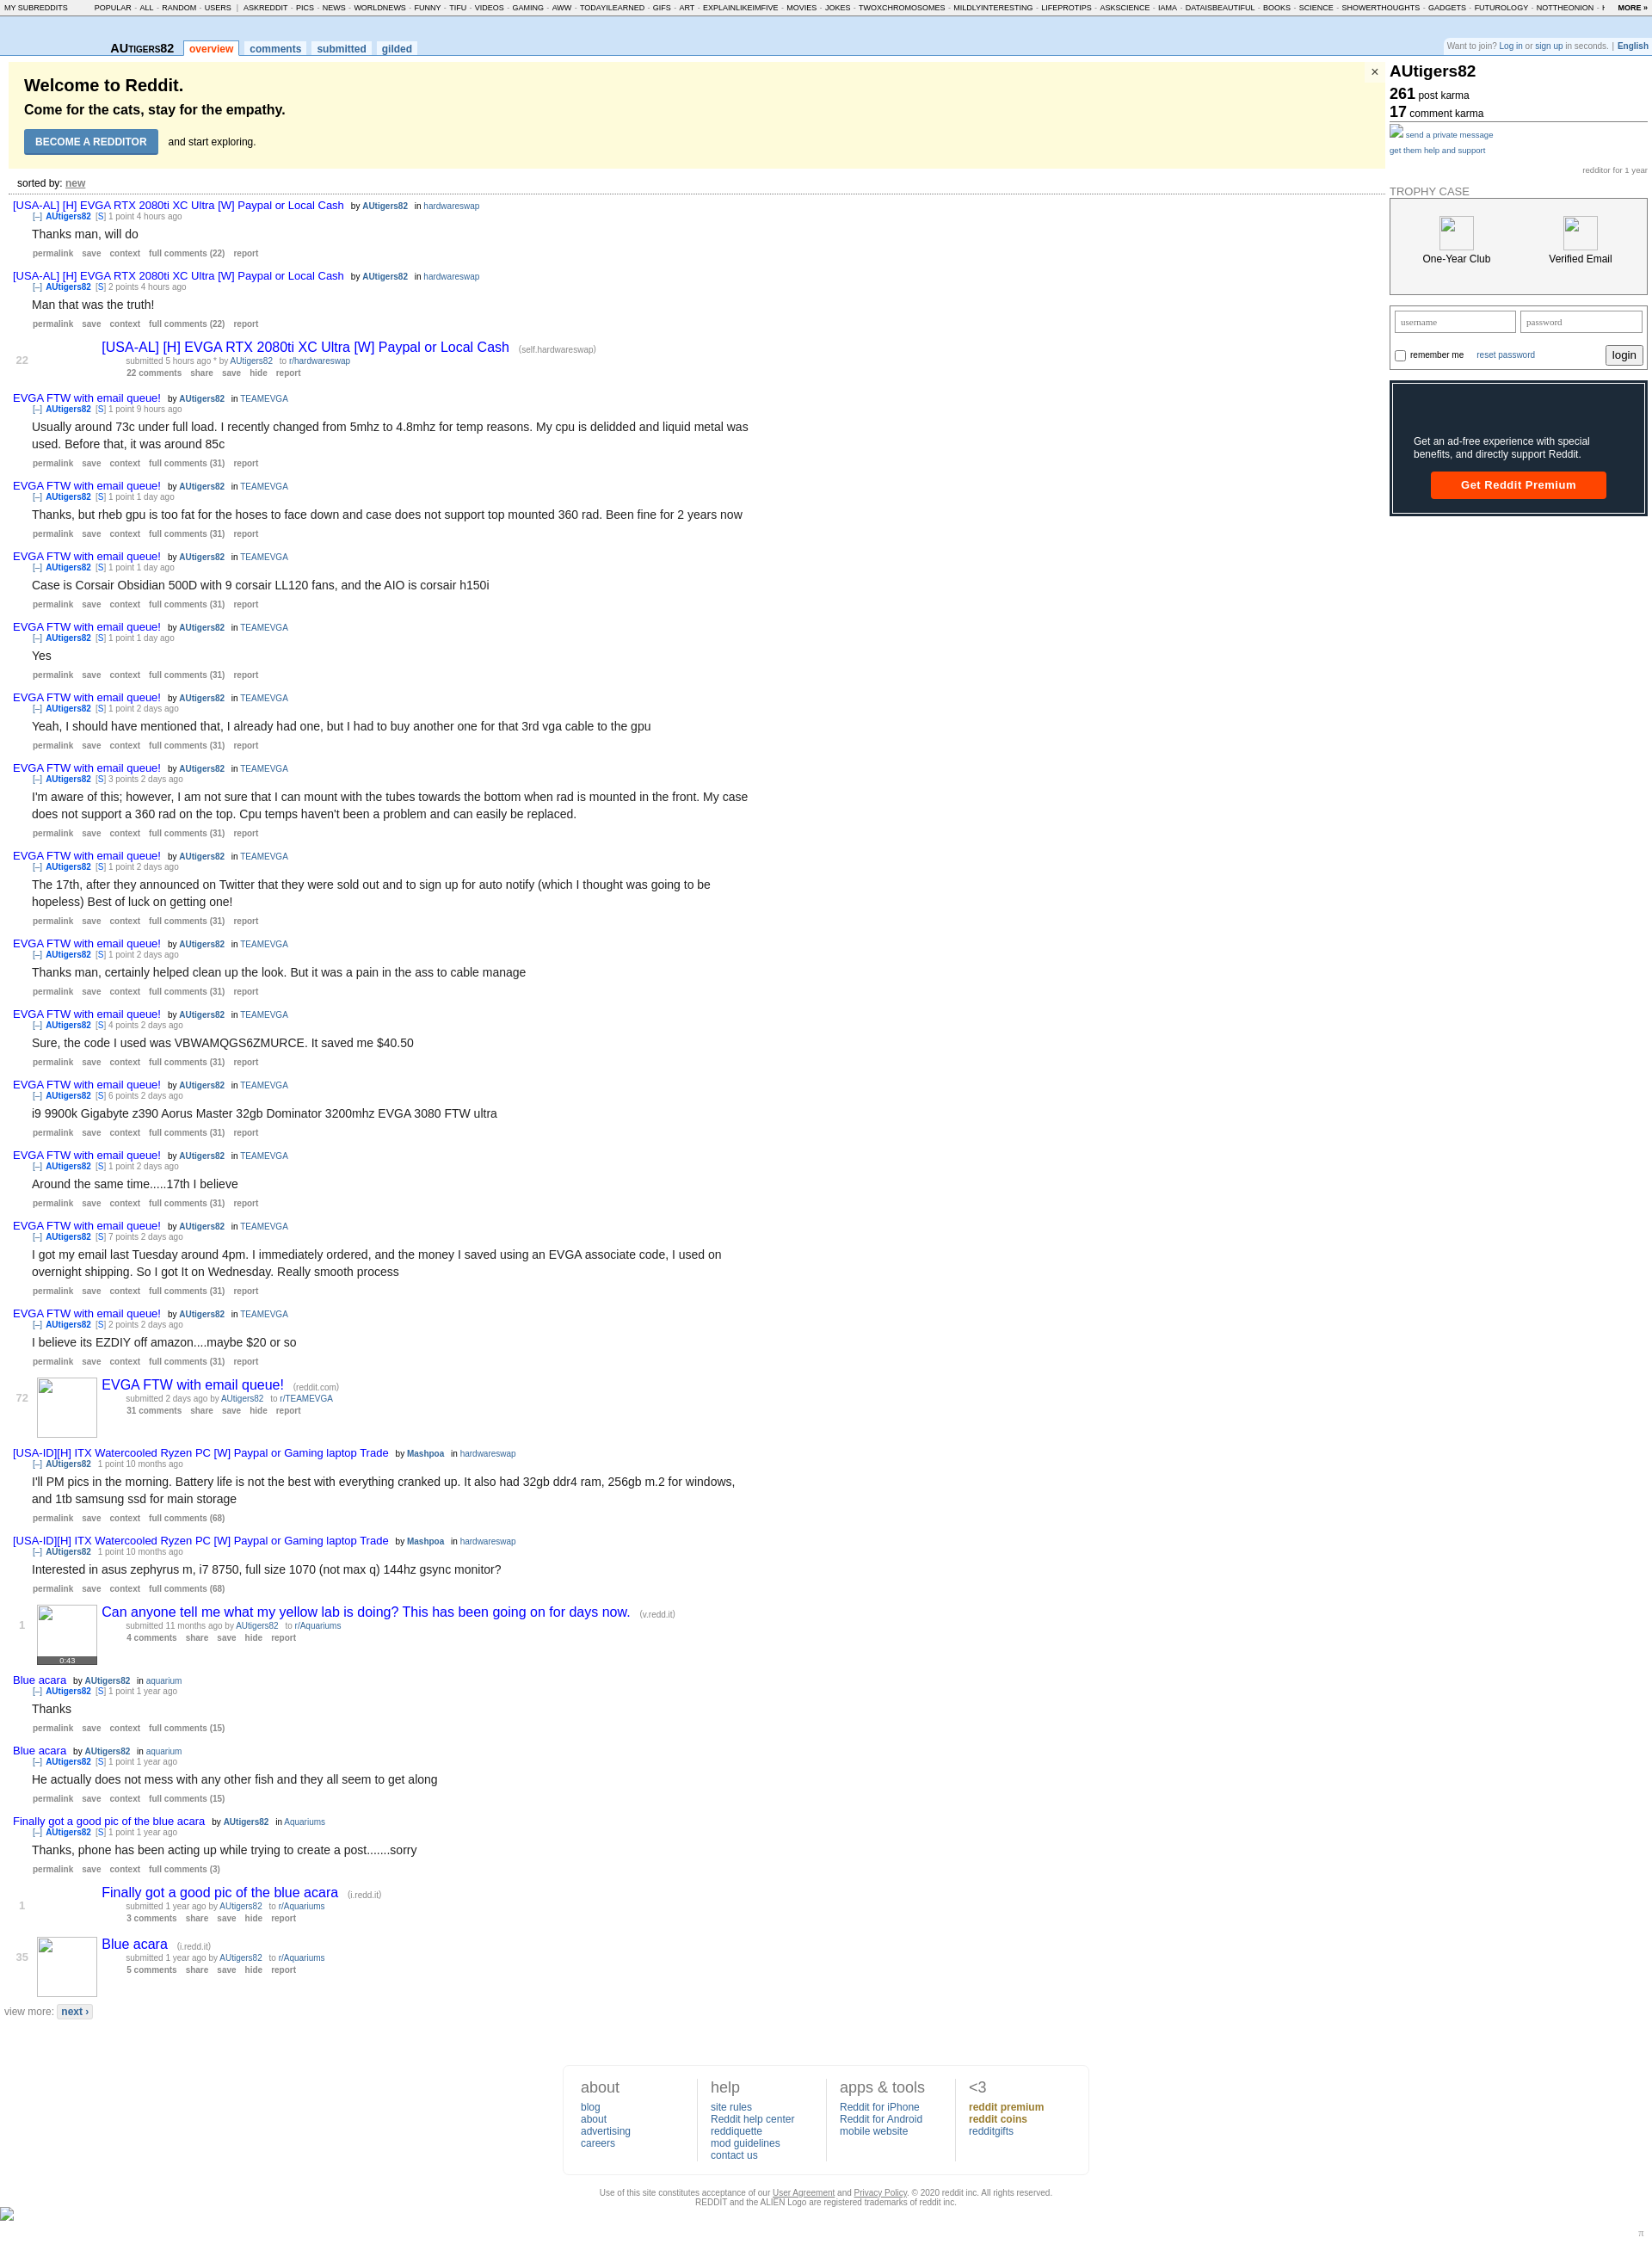 MY SUBREDDITS POPULAR - ALL - RANDOM - USERS | ASKREDDIT - PICS - NEWS - WORLDNEWS - FUNNY - TIFU - VIDEOS - GAMING - AWW - TODAYILEARNED - GIFS - ART - EXPLAINLIKEIMFIVE - MOVIES - JOKES - TWOXCHROMOSOMES - MILDLYINTERESTING - LIFEPROTIPS - ASKSCIENCE - IAMA - DATAISBEAUTIFUL - BOOKS - SCIENCE - SHOWERTHOUGHTS - GADGETS - FUTUROLOGY - NOTTHEONION - MORE »
AUTIGERS82 overview comments submitted gilded
Want to join? Log in or sign up in seconds. | English
Welcome to Reddit. ×
Come for the cats, stay for the empathy.
BECOME A REDDITOR and start exploring.
sorted by: new
[USA-AL] [H] EVGA RTX 2080ti XC Ultra [W] Paypal or Local Cash by AUtigers82 in hardwareswap
[–] AUtigers82 [S] 1 point 4 hours ago
Thanks man, will do
permalink save context full comments (22) report
[USA-AL] [H] EVGA RTX 2080ti XC Ultra [W] Paypal or Local Cash by AUtigers82 in hardwareswap
[–] AUtigers82 [S] 2 points 4 hours ago
Man that was the truth!
permalink save context full comments (22) report
22
[USA-AL] [H] EVGA RTX 2080ti XC Ultra [W] Paypal or Local Cash (self.hardwareswap)
submitted 5 hours ago * by AUtigers82 to r/hardwareswap
22 comments share save hide report
EVGA FTW with email queue! by AUtigers82 in TEAMEVGA
[–] AUtigers82 [S] 1 point 9 hours ago
Usually around 73c under full load. I recently changed from 5mhz to 4.8mhz for temp reasons. My cpu is delidded and liquid metal was
used. Before that, it was around 85c
permalink save context full comments (31) report
EVGA FTW with email queue! by AUtigers82 in TEAMEVGA
[–] AUtigers82 [S] 1 point 1 day ago
Thanks, but rheb gpu is too fat for the hoses to face down and case does not support top mounted 360 rad. Been fine for 2 years now
permalink save context full comments (31) report
EVGA FTW with email queue! by AUtigers82 in TEAMEVGA
[–] AUtigers82 [S] 1 point 1 day ago
Case is Corsair Obsidian 500D with 9 corsair LL120 fans, and the AIO is corsair h150i
permalink save context full comments (31) report
EVGA FTW with email queue! by AUtigers82 in TEAMEVGA
[–] AUtigers82 [S] 1 point 1 day ago
Yes
permalink save context full comments (31) report
EVGA FTW with email queue! by AUtigers82 in TEAMEVGA
[–] AUtigers82 [S] 1 point 2 days ago
Yeah, I should have mentioned that, I already had one, but I had to buy another one for that 3rd vga cable to the gpu
permalink save context full comments (31) report
EVGA FTW with email queue! by AUtigers82 in TEAMEVGA
[–] AUtigers82 [S] 3 points 2 days ago
I'm aware of this; however, I am not sure that I can mount with the tubes towards the bottom when rad is mounted in the front. My case
does not support a 360 rad on the top. Cpu temps haven't been a problem and can easily be replaced.
permalink save context full comments (31) report
EVGA FTW with email queue! by AUtigers82 in TEAMEVGA
[–] AUtigers82 [S] 1 point 2 days ago
The 17th, after they announced on Twitter that they were sold out and to sign up for auto notify (which I thought was going to be
hopeless) Best of luck on getting one!
permalink save context full comments (31) report
EVGA FTW with email queue! by AUtigers82 in TEAMEVGA
[–] AUtigers82 [S] 1 point 2 days ago
Thanks man, certainly helped clean up the look. But it was a pain in the ass to cable manage
permalink save context full comments (31) report
EVGA FTW with email queue! by AUtigers82 in TEAMEVGA
[–] AUtigers82 [S] 4 points 2 days ago
Sure, the code I used was VBWAMQGS6ZMURCE. It saved me $40.50
permalink save context full comments (31) report
EVGA FTW with email queue! by AUtigers82 in TEAMEVGA
[–] AUtigers82 [S] 6 points 2 days ago
i9 9900k Gigabyte z390 Aorus Master 32gb Dominator 3200mhz EVGA 3080 FTW ultra
permalink save context full comments (31) report
EVGA FTW with email queue! by AUtigers82 in TEAMEVGA
[–] AUtigers82 [S] 1 point 2 days ago
Around the same time.....17th I believe
permalink save context full comments (31) report
EVGA FTW with email queue! by AUtigers82 in TEAMEVGA
[–] AUtigers82 [S] 7 points 2 days ago
I got my email last Tuesday around 4pm. I immediately ordered, and the money I saved using an EVGA associate code, I used on
overnight shipping. So I got It on Wednesday. Really smooth process
permalink save context full comments (31) report
EVGA FTW with email queue! by AUtigers82 in TEAMEVGA
[–] AUtigers82 [S] 2 points 2 days ago
I believe its EZDIY off amazon....maybe $20 or so
permalink save context full comments (31) report
72
EVGA FTW with email queue! (reddit.com)
submitted 2 days ago by AUtigers82 to r/TEAMEVGA
31 comments share save hide report
[USA-ID][H] ITX Watercooled Ryzen PC [W] Paypal or Gaming laptop Trade by Mashpoa in hardwareswap
[–] AUtigers82 1 point 10 months ago
I'll PM pics in the morning. Battery life is not the best with everything cranked up. It also had 32gb ddr4 ram, 256gb m.2 for windows,
and 1tb samsung ssd for main storage
permalink save context full comments (68)
[USA-ID][H] ITX Watercooled Ryzen PC [W] Paypal or Gaming laptop Trade by Mashpoa in hardwareswap
[–] AUtigers82 1 point 10 months ago
Interested in asus zephyrus m, i7 8750, full size 1070 (not max q) 144hz gsync monitor?
permalink save context full comments (68)
1
0:43
Can anyone tell me what my yellow lab is doing? This has been going on for days now. (v.redd.it)
submitted 11 months ago by AUtigers82 to r/Aquariums
4 comments share save hide report
Blue acara by AUtigers82 in aquarium
[–] AUtigers82 [S] 1 point 1 year ago
Thanks
permalink save context full comments (15)
Blue acara by AUtigers82 in aquarium
[–] AUtigers82 [S] 1 point 1 year ago
He actually does not mess with any other fish and they all seem to get along
permalink save context full comments (15)
Finally got a good pic of the blue acara by AUtigers82 in Aquariums
[–] AUtigers82 [S] 1 point 1 year ago
Thanks, phone has been acting up while trying to create a post.......sorry
permalink save context full comments (3)
1
Finally got a good pic of the blue acara (i.redd.it)
submitted 1 year ago by AUtigers82 to r/Aquariums
3 comments share save hide report
35
Blue acara (i.redd.it)
submitted 1 year ago by AUtigers82 to r/Aquariums
5 comments share save hide report
view more: next ›
AUtigers82
261 post karma
17 comment karma
send a private message
get them help and support
redditor for 1 year
TROPHY CASE
One-Year Club Verified Email
username password
remember me reset password login
Get an ad-free experience with special
benefits, and directly support Reddit.
Get Reddit Premium
about
blog
about
advertising
careers
help
site rules
Reddit help center
reddiquette
mod guidelines
contact us
apps & tools
Reddit for iPhone
Reddit for Android
mobile website
<3
reddit premium
reddit coins
redditgifts
Use of this site constitutes acceptance of our User Agreement and Privacy Policy. © 2020 reddit inc. All rights reserved.
REDDIT and the ALIEN Logo are registered trademarks of reddit inc.
π